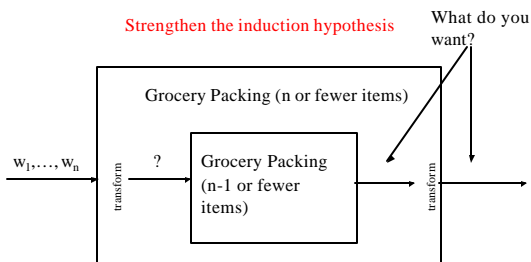 Strengthen the induction hypothesis
What do you
want?
Grocery Packing (n or fewer items)
w1,…, wn
transform
?
Grocery Packing
(n-1 or fewer
items)
transform